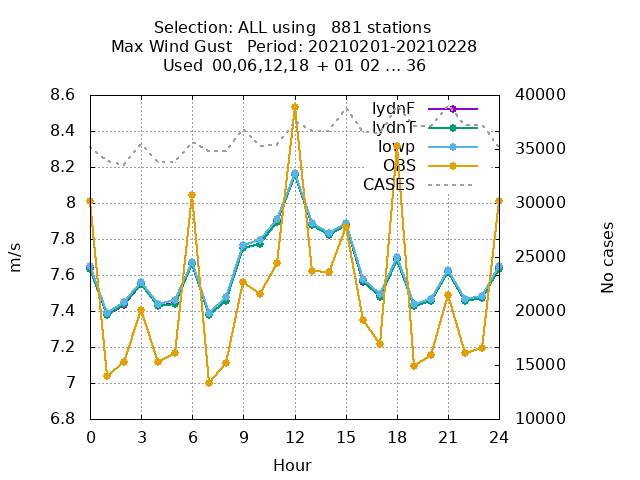 Selection: ALL using   881 stations
Max Wind Gust   Period: 20210201-20210228
Used  00,06,12,18 + 01 02 ... 36
8.6
8.4
8.2
8
7.8
7.6
7.4
7.2
7
6.8
m/s
40000
35000
30000
25000
20000
15000
10000
No cases
lydnF
lydnT
lowp
OBS
CASES
0 3 6 9 12 15 18 21 24
Hour